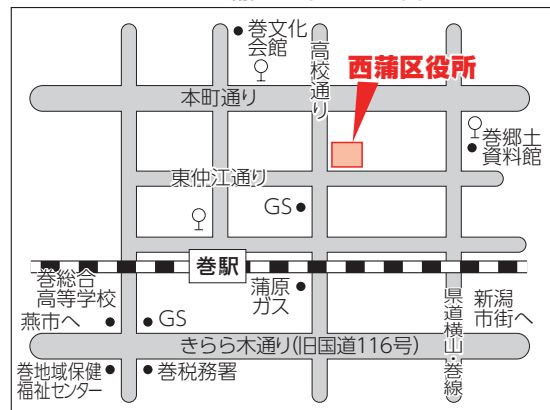 巻文化
会館
高校通り
西蒲区役所
本町通り
巻郷土
資料館
東仲江通り
GS
巻駅
巻総合
高等学校
蒲原
ガス
県道横山・巻線
新潟
市街へ
燕市へ
GS
きらら木通り(旧国道116号)
巻地域保健
福祉センター
巻税務署